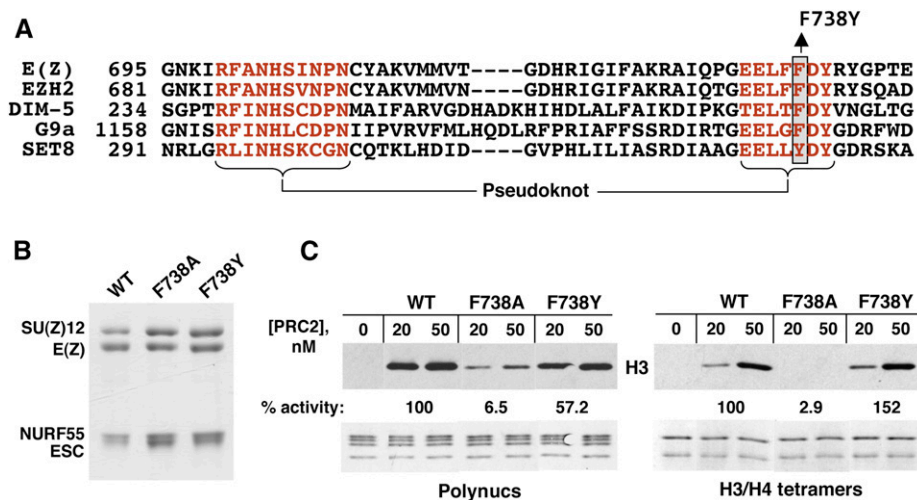 A
F738Y
E(Z) 695 GNKIRFANHSINPNCYAKVMMVT----GDHRIGIFAKRAIQPGEELFFDYRYGPTE
EZH2 681 GNKIRFANHSVNPNCYAKVMMVN----GDHRIGIFAKRAIQTGEELFFDYRYSQAD
DIM-5 234 SGPTRFINHSCDPNMAIFARVGDHADKHIHDLALFAIKDIPKGTELTFDYVNGLTG
G9a 1158 GNISRFINHLCDPNIIPVRVFMLHQDLRFPRIAFFSSRDIRTGEELGFDYGDRFWD
SET8 291 NRLGRLINHSKCGNCQTKLHDID----GVPHLILIASRDIAAGEELLYDYGDRSKA
Pseudoknot
B
WT F738A F738Y
SU(Z)12
E(Z)
NURF55
ESC
C
WT F738A F738Y
[PRC2], nM 0 20 50 20 50 20 50
% activity: 100 6.5 57.2
Polynucs
H3
WT F738A F738Y
0 20 50 20 50 20 50
100 2.9 152
H3/H4 tetramers